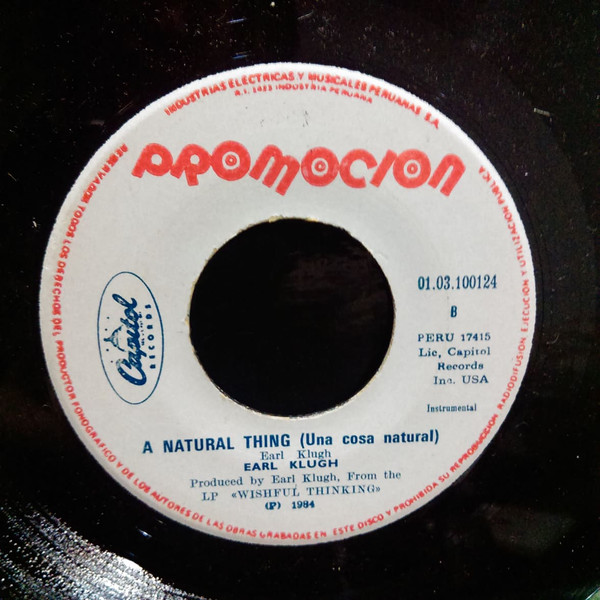 INDUSTRIAS ELECTRICAS Y MUSICALES PERUANAS S.A.
R.I. 1423 INDUSTRIA PERUANA
PROMOCION
Capitol
RECORDS
01.03.100124
B
PERU 17415
Lic, Capitol
Records
Inc. USA
Instrumental
A NATURAL THING (Una cosa natural)
Earl Klugh
EARL KLUGH
Produced by Earl Klugh, From the
LP «WISHFUL THINKING»
(P) 1984
RESERVADOS TODOS LOS DERECHOS DEL PRODUCTOR FONOGRAFICO Y DE LOS AUTORES DE LAS OBRAS GRABADAS EN ESTE DISCO Y PROHIBIDA SU REPRODUCCION, RADIODIFUSION, EJECUCION Y UTILIZACION PUBLICA